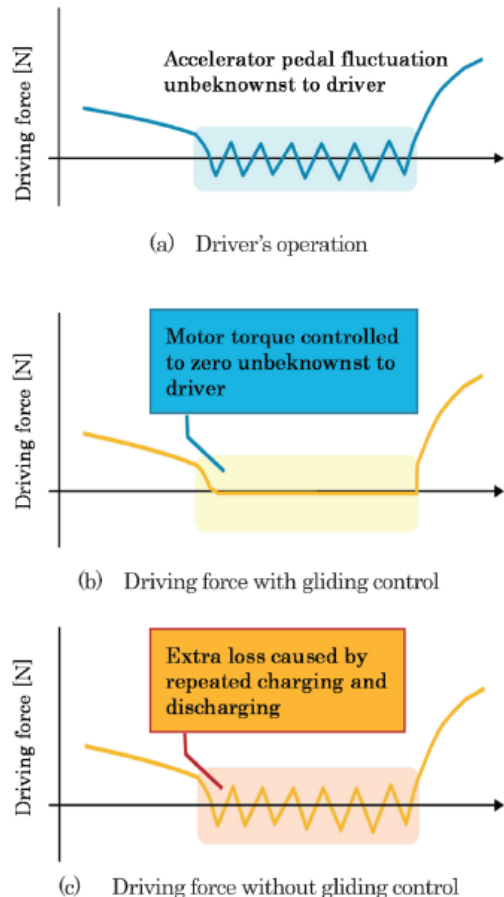 Driving force [N]
Accelerator pedal fluctuation
unbeknownst to driver
(a) Driver's operation
Driving force [N]
Motor torque controlled
to zero unbeknownst to
driver
(b) Driving force with gliding control
Driving force [N]
Extra loss caused by
repeated charging and
discharging
(c) Driving force without gliding control